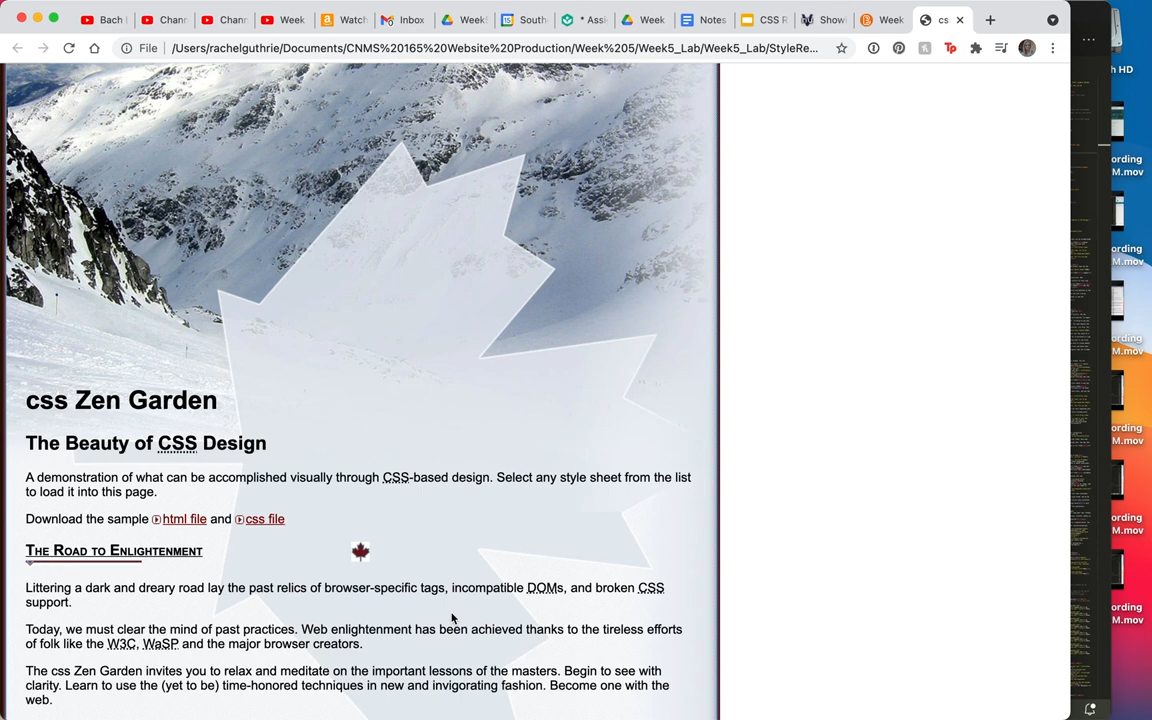 Bach L
Chann
Chann
Week
Watch
Inbox
Week
South
* Assi
Week
Notes
CSS R
Showi
Week
cs
File
/Users/rachelguthrie/Documents/CNMS%20165%20Website%20Production/Week%205/Week5_Lab/Week5_Lab/StyleRe...
h HD
ording
M.mov
ording
M.mov
ording
M.mov
ording
M.mov
ording
M.mov
ording
M.mov
css Zen Garden
The Beauty of CSS Design
A demonstration of what can be accomplished visually through CSS-based design. Select any style sheet from the list
to load it into this page.
Download the sample html file and css file
The Road to Enlightenment
Littering a dark and dreary road lay the past relics of browser-specific tags, incompatible DOMs, and broken CSS
support.
Today, we must clear the mind of past practices. Web enlightenment has been achieved thanks to the tireless efforts
of folk like the W3C, WaSP and the major browser creators.
The css Zen Garden invites you to relax and meditate on the important lessons of the masters. Begin to see with
clarity. Learn to use the (yet to be) time-honored techniques in new and invigorating fashion. Become one with the
web.